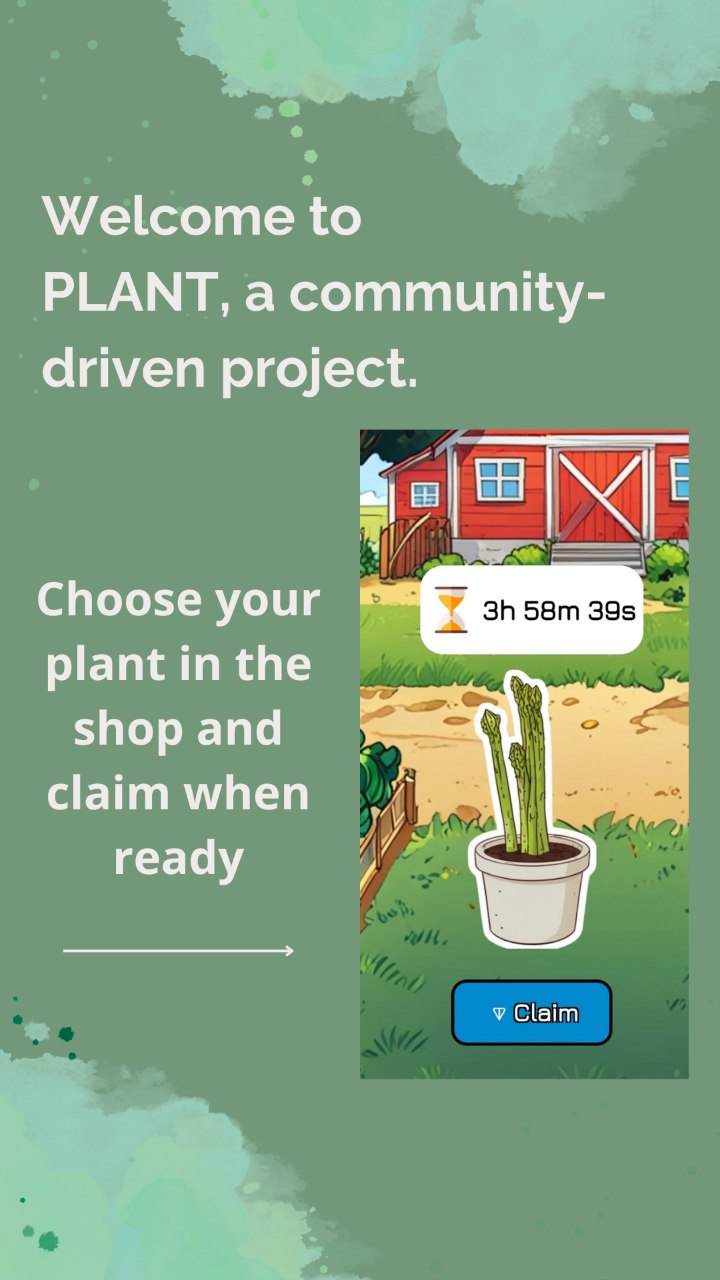 Welcome to
PLANT, a community-
driven project.
Choose your
plant in the
shop and
claim when
ready
3h 58m 39s
Claim